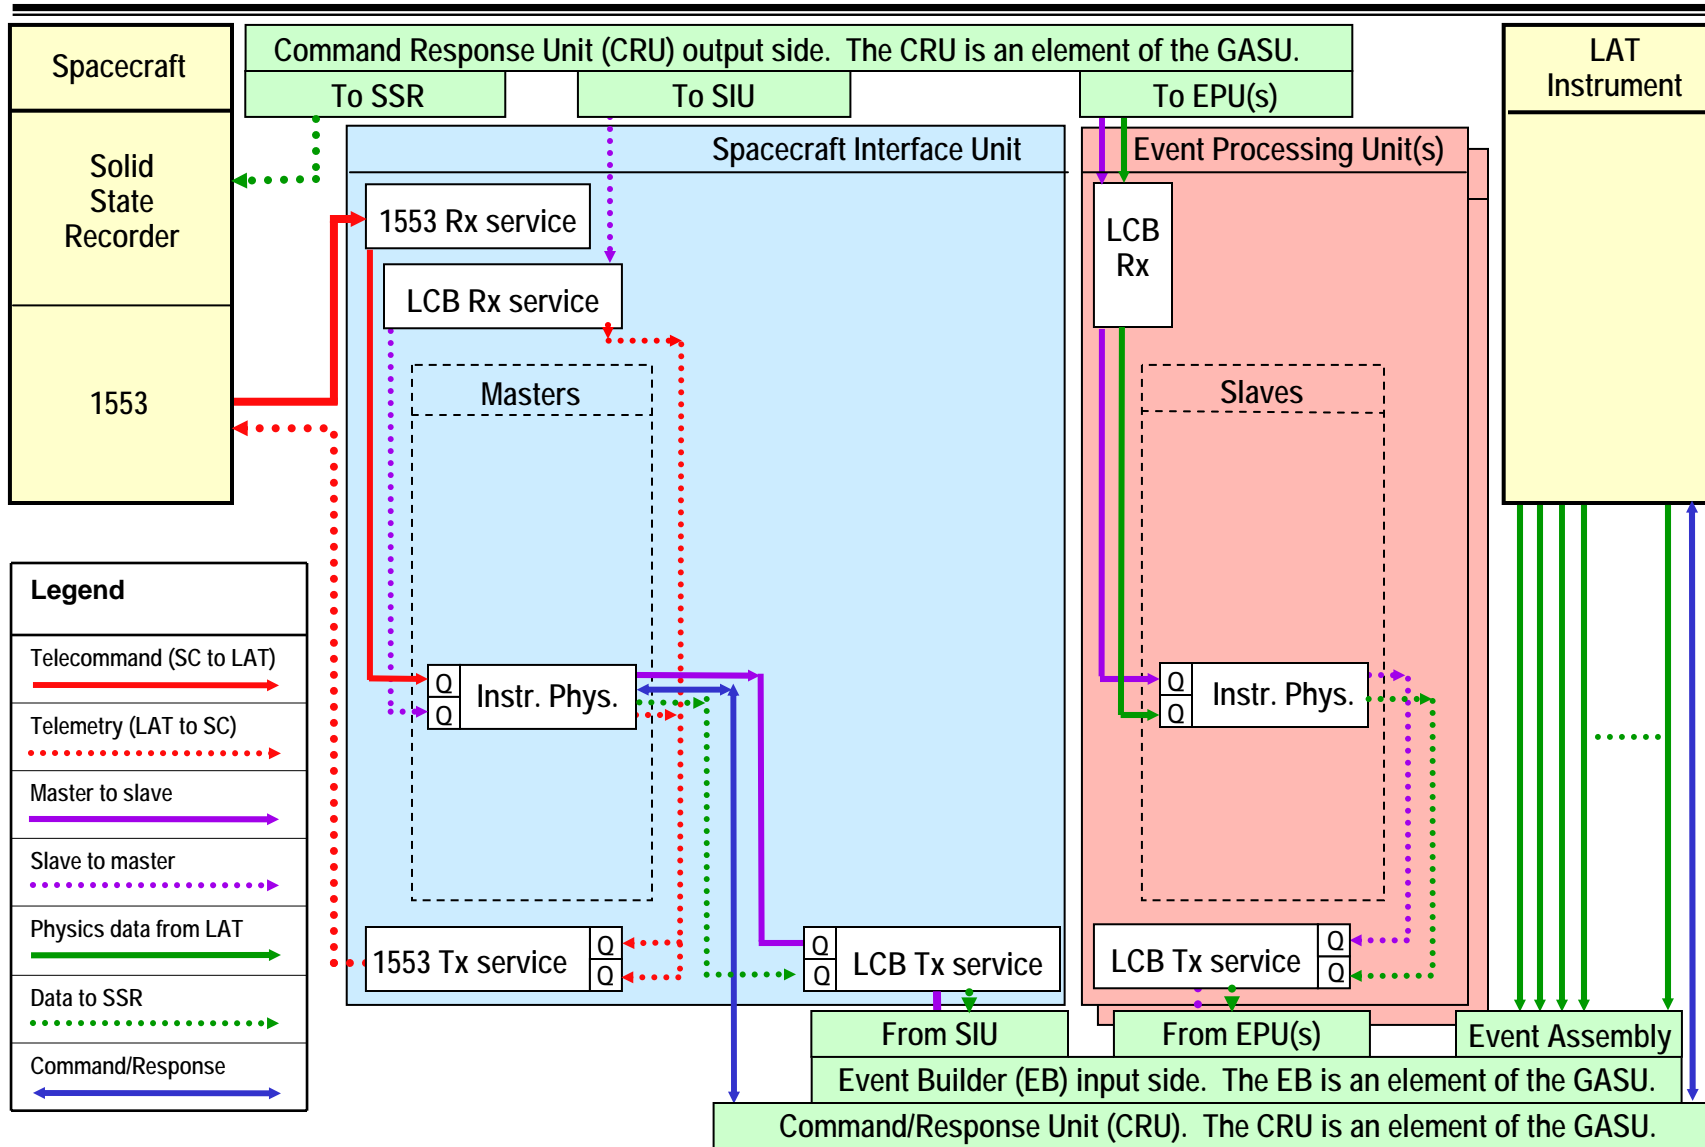 Spacecraft
Solid
State
Recorder
1553
Command Response Unit (CRU) output side.  The CRU is an element of the GASU.
To SSR
To SIU
To EPU(s)
LAT
Instrument
Spacecraft Interface Unit
1553 Rx service
LCB Rx service
Masters
Q
Q
Instr. Phys.
1553 Tx service
Q
Q
Q
Q
LCB Tx service
Event Processing Unit(s)
LCB
Rx
Slaves
Q
Q
Instr. Phys.
LCB Tx service
Q
Q
Legend
Telecommand (SC to LAT)
Telemetry (LAT to SC)
Master to slave
Slave to master
Physics data from LAT
Data to SSR
Command/Response
From SIU
From EPU(s)
Event Assembly
Event Builder (EB) input side.  The EB is an element of the GASU.
Command/Response Unit (CRU).  The CRU is an element of the GASU.